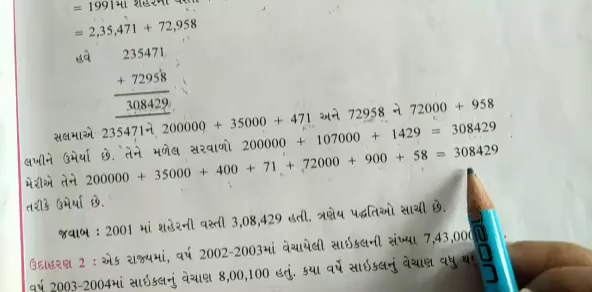 = 1991માં શહેરની વસ્તી
= 2,35,471 + 72,958
હવે 235471
+ 72958
308429
સલમાએ 235471ને 200000 + 35000 + 471 અને 72958 ને 72000 + 958
લખીને ઉમેર્યા છે. તેને મળેલ સરવાળો 200000 + 107000 + 1429 = 308429
મેરીએ તેને 200000 + 35000 + 400 + 71 + 72000 + 900 + 58 = 308429
તરીકે ઉમેર્યા છે.
જવાબ : 2001 માં શહેરની વસ્તી 3,08,429 હતી. ત્રણેય પદ્ધતિઓ સાચી છે.
ઉદાહરણ 2 : એક રાજ્યમાં, વર્ષ 2002-2003માં વેચાયેલી સાઇકલની સંખ્યા 7,43,000
વર્ષ 2003-2004માં સાઇકલનું વેચાણ 8,00,100 હતું. કયા વર્ષે સાઇકલનું વેચાણ વધુ